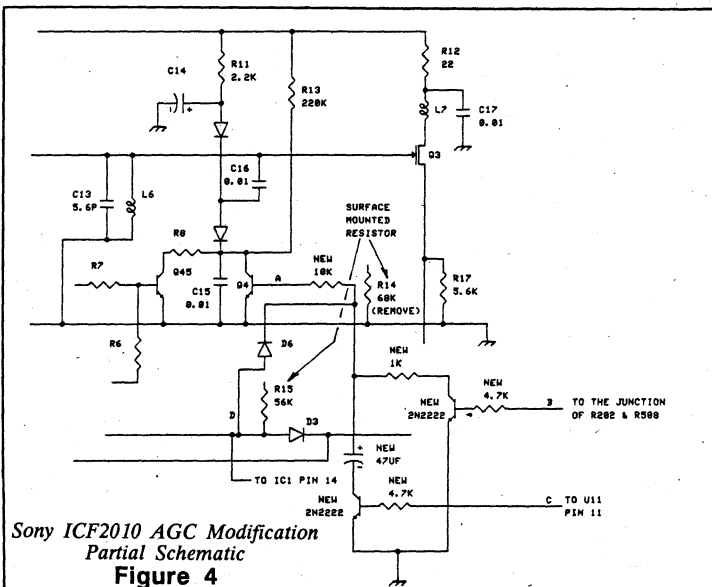 R11
2.2K
C14
- +
R13
220K
R12
22
L7
C17
0.01
Q3
C16
0.01
C13
5.6P
L6
SURFACE
MOUNTED
RESISTOR
R8
R7
Q45
C15
0.01
Q4
A
NEW
10K
R14
68K
(REMOVE)
R17
5.6K
R6
D6
R15
56K
D
D3
NEW
1K
NEW
2N2222
NEW
4.7K
B
TO THE JUNCTION
OF R202 & R508
+
-
NEW
47UF
TO IC1 PIN 14
NEW
2N2222
NEW
4.7K
C
TO U11
PIN 11
Sony ICF2010 AGC Modification
Partial Schematic
Figure 4